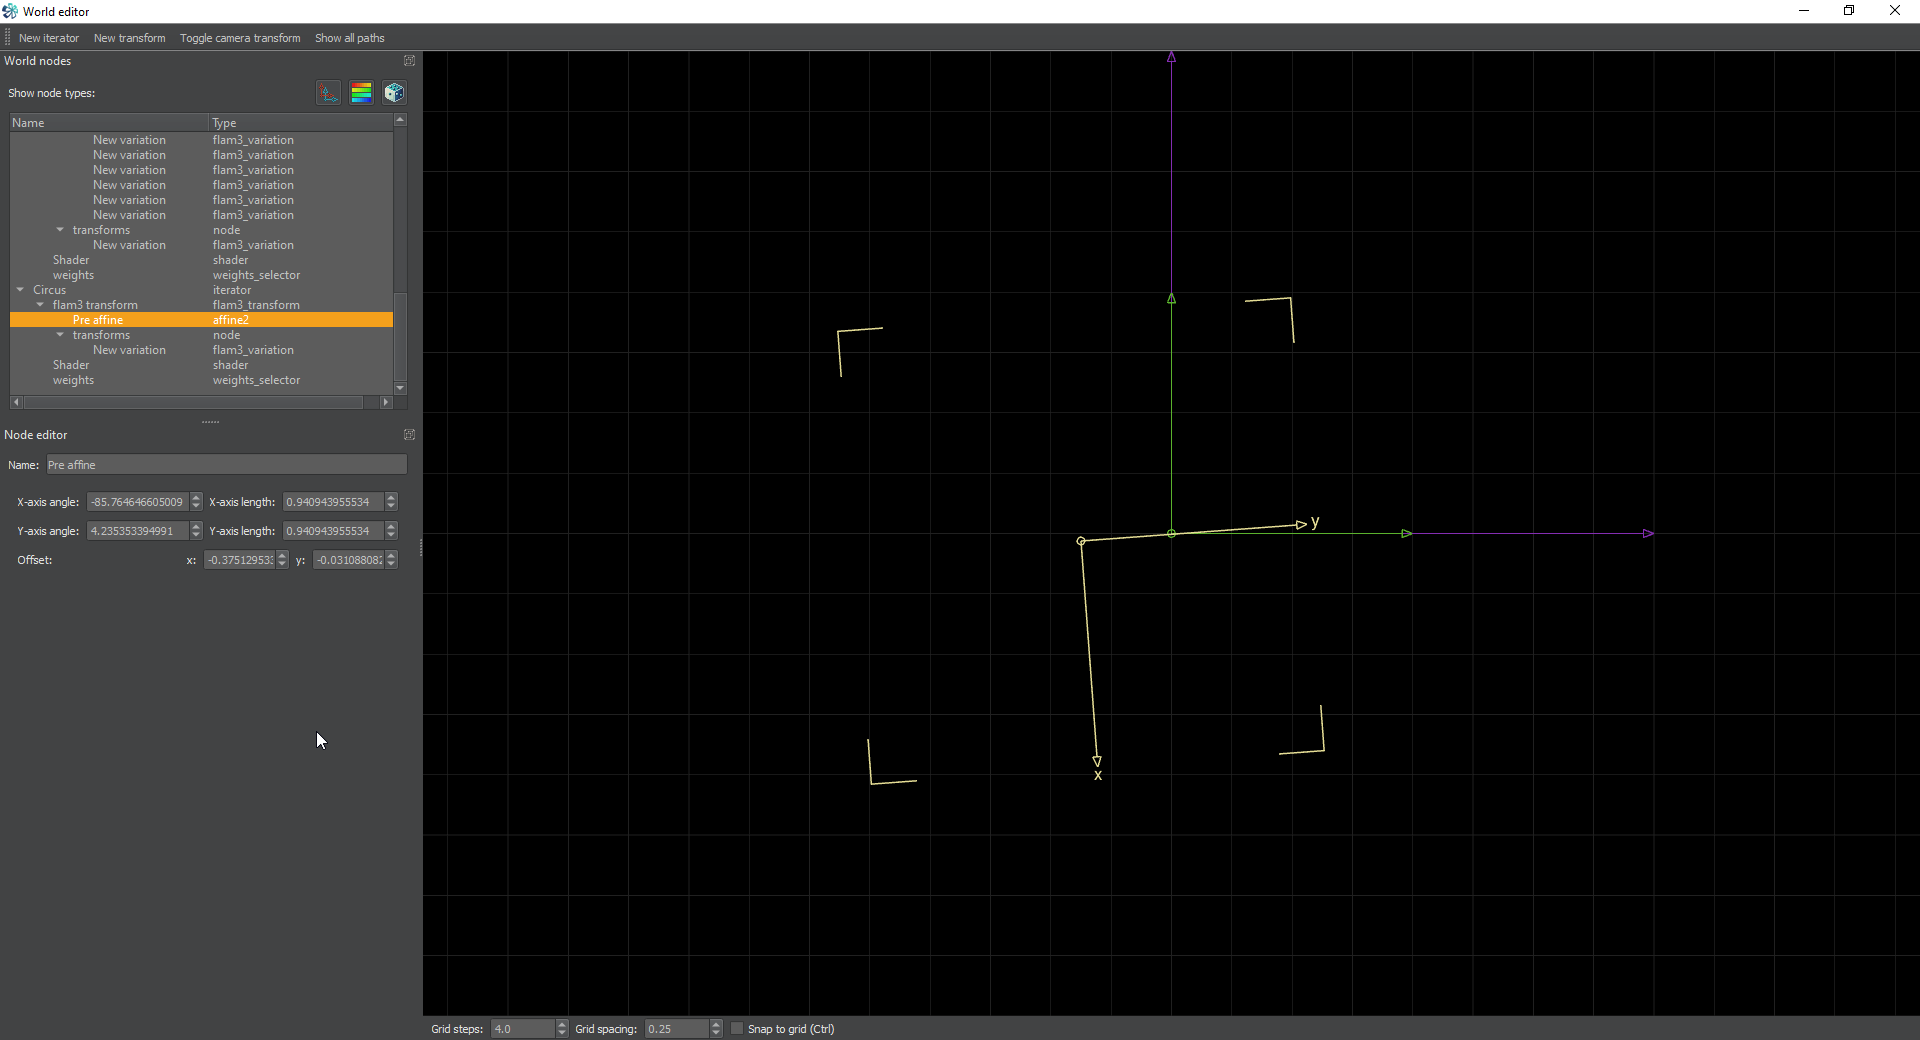 World editor
New iterator New transform Toggle camera transform Show all paths
World nodes
Show node types:
Name Type
New variation flam3_variation
New variation flam3_variation
New variation flam3_variation
New variation flam3_variation
New variation flam3_variation
New variation flam3_variation
transforms node
New variation flam3_variation
Shader shader
weights weights_selector
Circus iterator
flam3 transform flam3_transform
Pre affine affine2
transforms node
New variation flam3_variation
Shader shader
weights weights_selector
Node editor
Name: Pre affine
X-axis angle: -85.764646605009 X-axis length: 0.940943955534
Y-axis angle: 4.235353394991 Y-axis length: 0.940943955534
Offset: x: -0.37512953 y: -0.03108808
y
x
Grid steps: 4.0 Grid spacing: 0.25 Snap to grid (Ctrl)